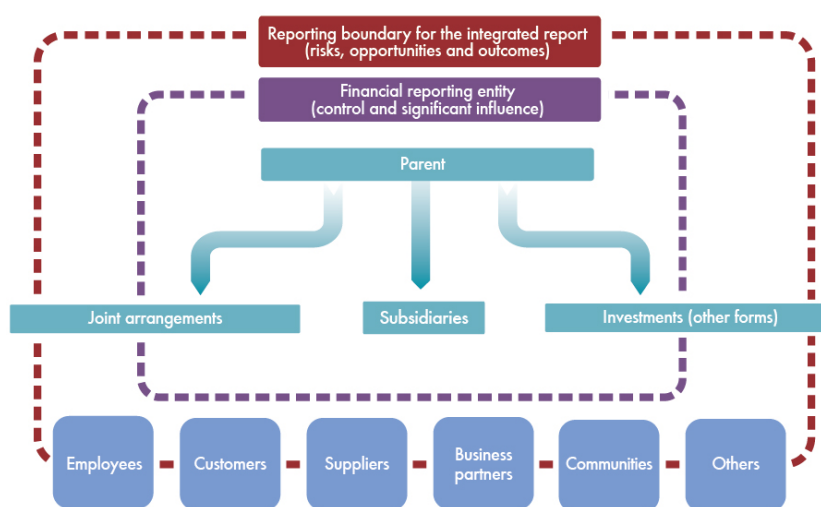 Reporting boundary for the integrated report
(risks, opportunities and outcomes)
Financial reporting entity
(control and significant influence)
Parent
Joint arrangements
Subsidiaries
Investments (other forms)
Employees
Customers
Suppliers
Business
partners
Communities
Others